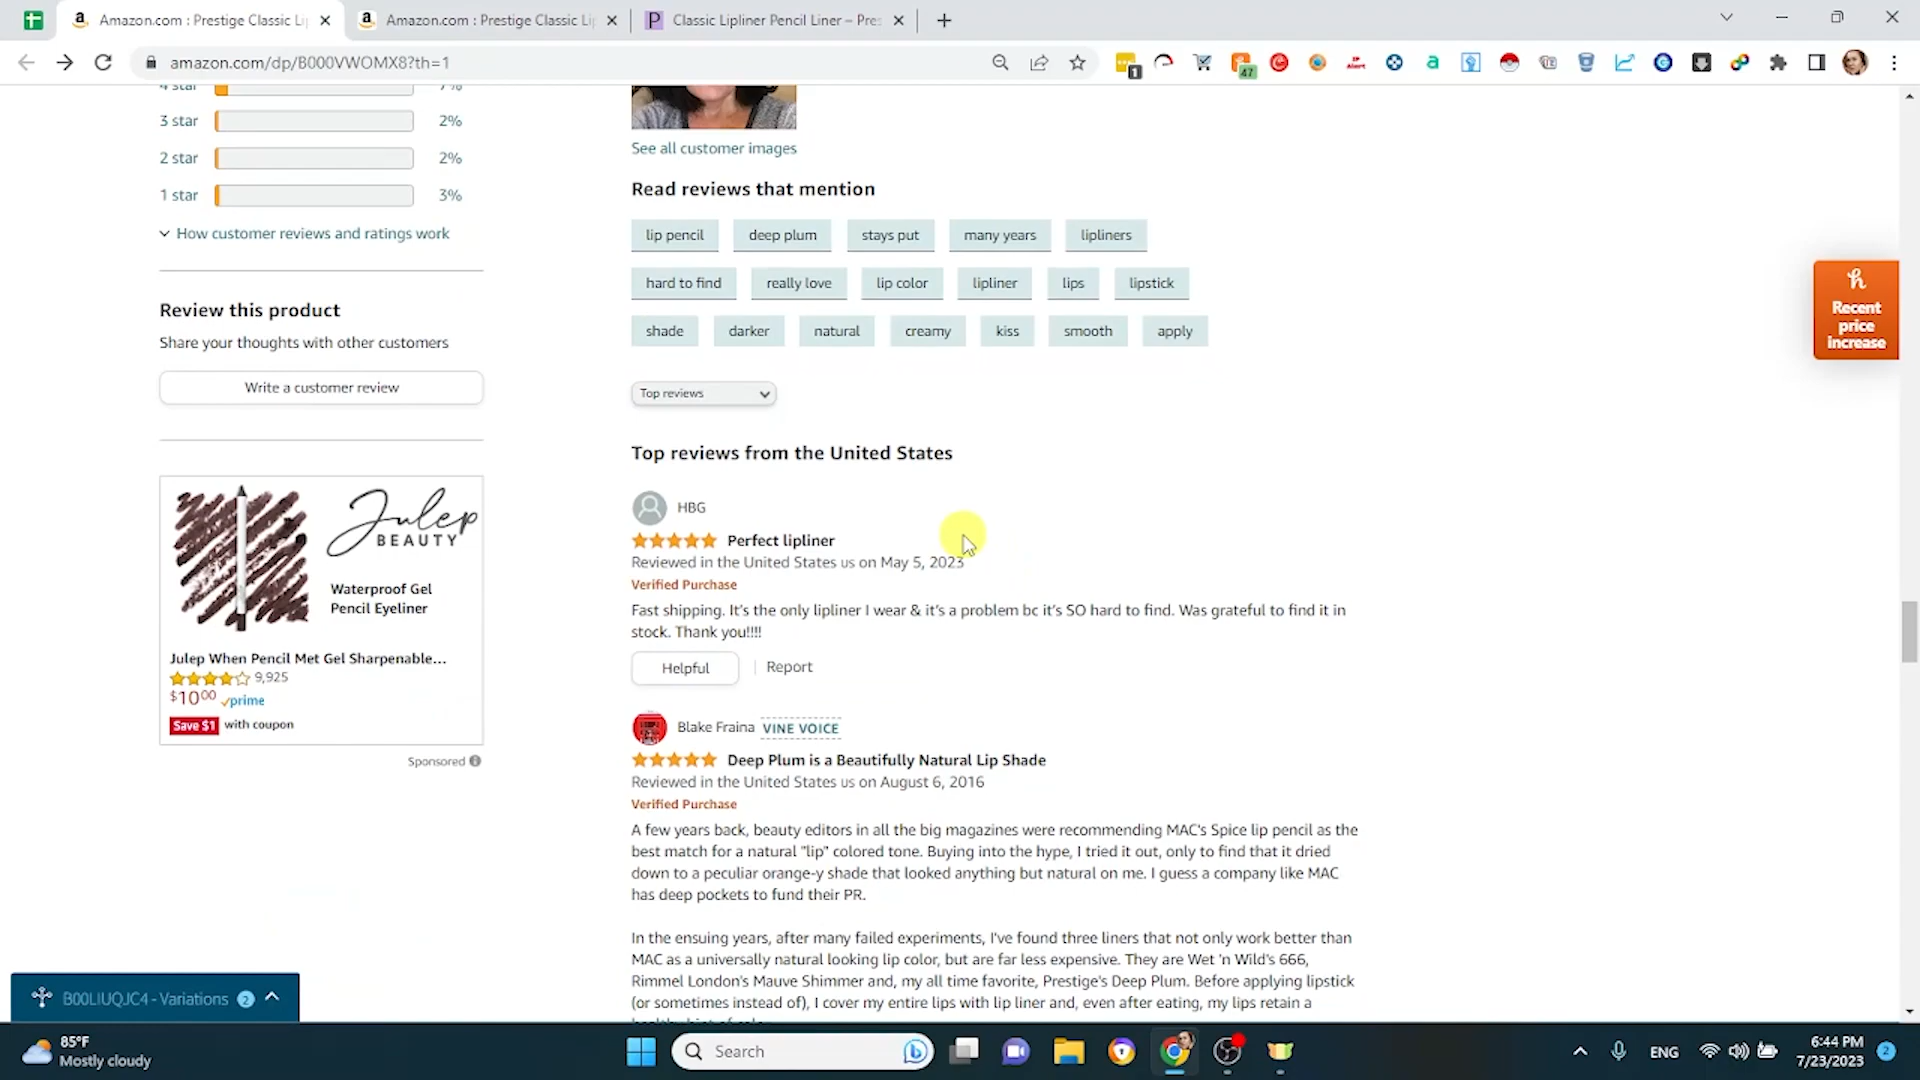 Amazon.com : Prestige Classic Li
Amazon.com : Prestige Classic Lip
Classic Lipliner Pencil Liner – Pres
amazon.com/dp/B000VWOMX8?th=1
1
47
4 star 7%
3 star 2%
2 star 2%
1 star 3%
How customer reviews and ratings work
Review this product
Share your thoughts with other customers
Write a customer review
Julep
BEAUTY
Waterproof Gel
Pencil Eyeliner
Julep When Pencil Met Gel Sharpenable...
9,925
$1000 prime
Save $1 with coupon
Sponsored
See all customer images
Read reviews that mention
lip pencil deep plum stays put many years lipliners
hard to find really love lip color lipliner lips lipstick
shade darker natural creamy kiss smooth apply
Top reviews
Top reviews from the United States
HBG
Perfect lipliner
Reviewed in the United States us on May 5, 2023
Verified Purchase
Fast shipping. It's the only lipliner I wear & it's a problem bc it's SO hard to find. Was grateful to find it in
stock. Thank you!!!!
Helpful Report
Blake Fraina VINE VOICE
Deep Plum is a Beautifully Natural Lip Shade
Reviewed in the United States us on August 6, 2016
Verified Purchase
A few years back, beauty editors in all the big magazines were recommending MAC's Spice lip pencil as the
best match for a natural "lip" colored tone. Buying into the hype, I tried it out, only to find that it dried
down to a peculiar orange-y shade that looked anything but natural on me. I guess a company like MAC
has deep pockets to fund their PR.
In the ensuing years, after many failed experiments, I've found three liners that not only work better than
MAC as a universally natural looking lip color, but are far less expensive. They are Wet 'n Wild's 666,
Rimmel London's Mauve Shimmer and, my all time favorite, Prestige's Deep Plum. Before applying lipstick
(or sometimes instead of), I cover my entire lips with lip liner and, even after eating, my lips retain a
h
Recent
price
increase
B00LIUQJC4 - Variations 2
85°F
Mostly cloudy
Search
ENG
6:44 PM
7/23/2023
2